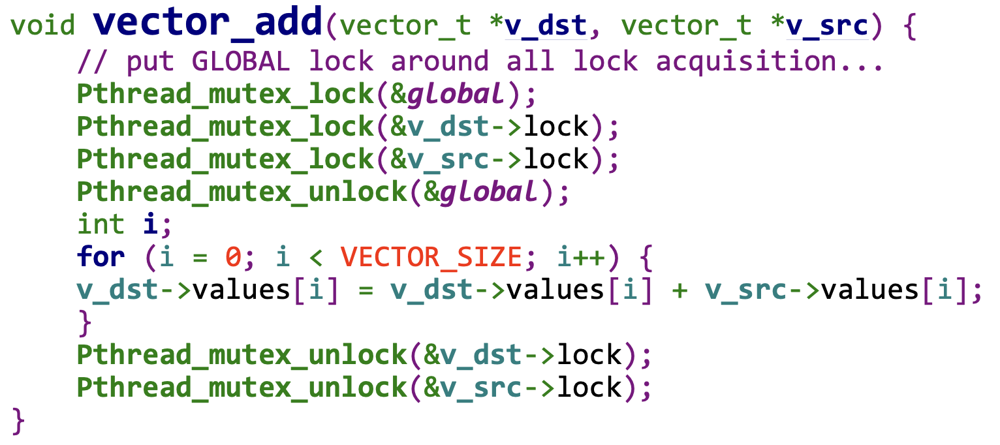 void vector_add(vector_t *v_dst, vector_t *v_src) {
    // put GLOBAL lock around all lock acquisition...
    Pthread_mutex_lock(&global);
    Pthread_mutex_lock(&v_dst->lock);
    Pthread_mutex_lock(&v_src->lock);
    Pthread_mutex_unlock(&global);
    int i;
    for (i = 0; i < VECTOR_SIZE; i++) {
    v_dst->values[i] = v_dst->values[i] + v_src->values[i];
    }
    Pthread_mutex_unlock(&v_dst->lock);
    Pthread_mutex_unlock(&v_src->lock);
}